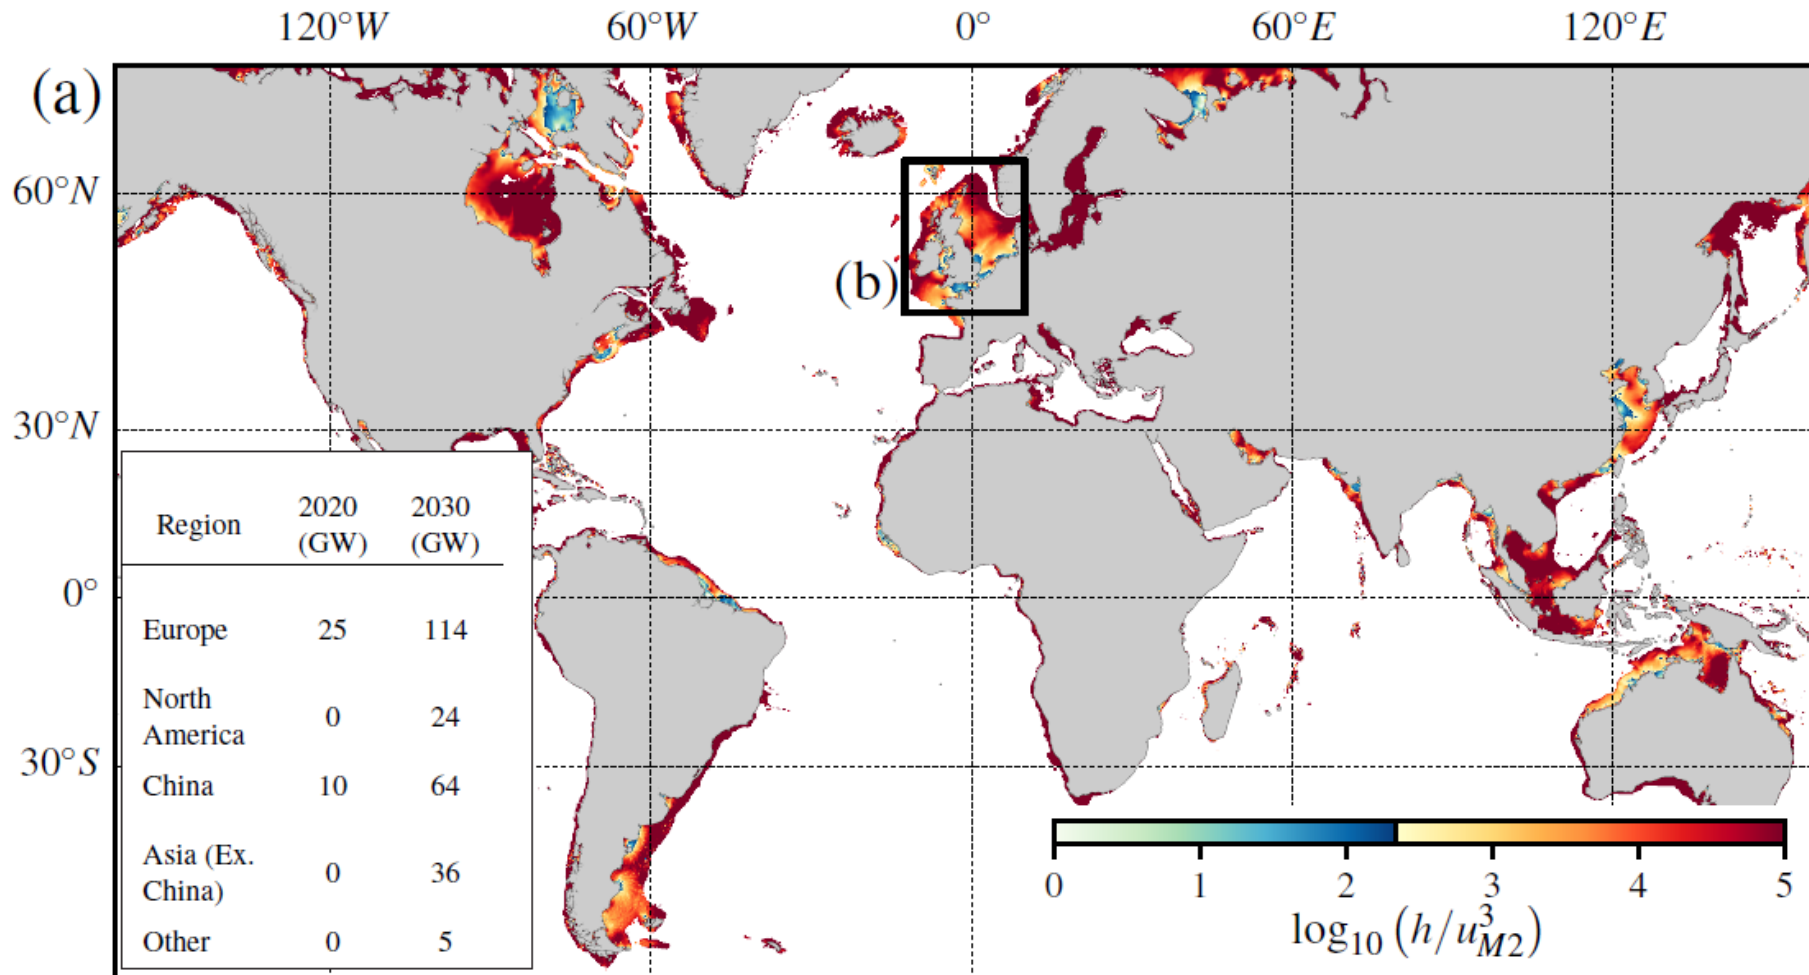 120°W 60°W 0° 60°E 120°E
(a)
60°N
(b)
30°N
0°
30°S
Region 2020 (GW) 2030 (GW)
Europe 25 114
North America 0 24
China 10 64
Asia (Ex. China) 0 36
Other 0 5
0 1 2 3 4 5
log₁₀ (h/u³_M2)